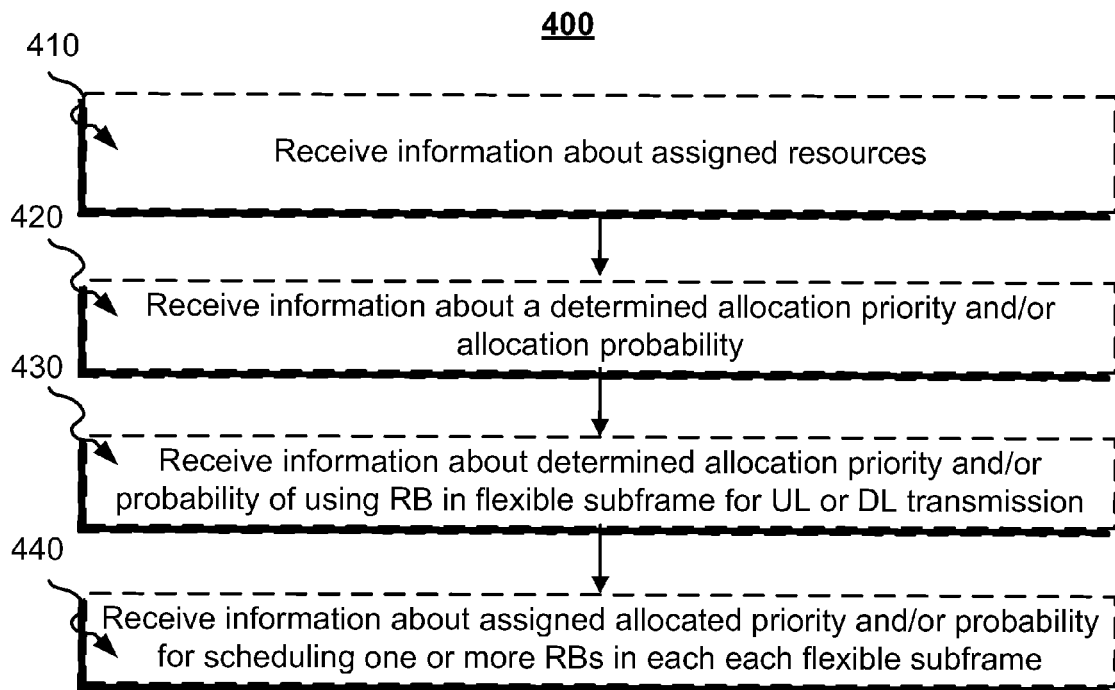 400
410
Receive information about assigned resources
420
Receive information about a determined allocation priority and/or
allocation probability
430
Receive information about determined allocation priority and/or
probability of using RB in flexible subframe for UL or DL transmission
440
Receive information about assigned allocated priority and/or probability
for scheduling one or more RBs in each each flexible subframe